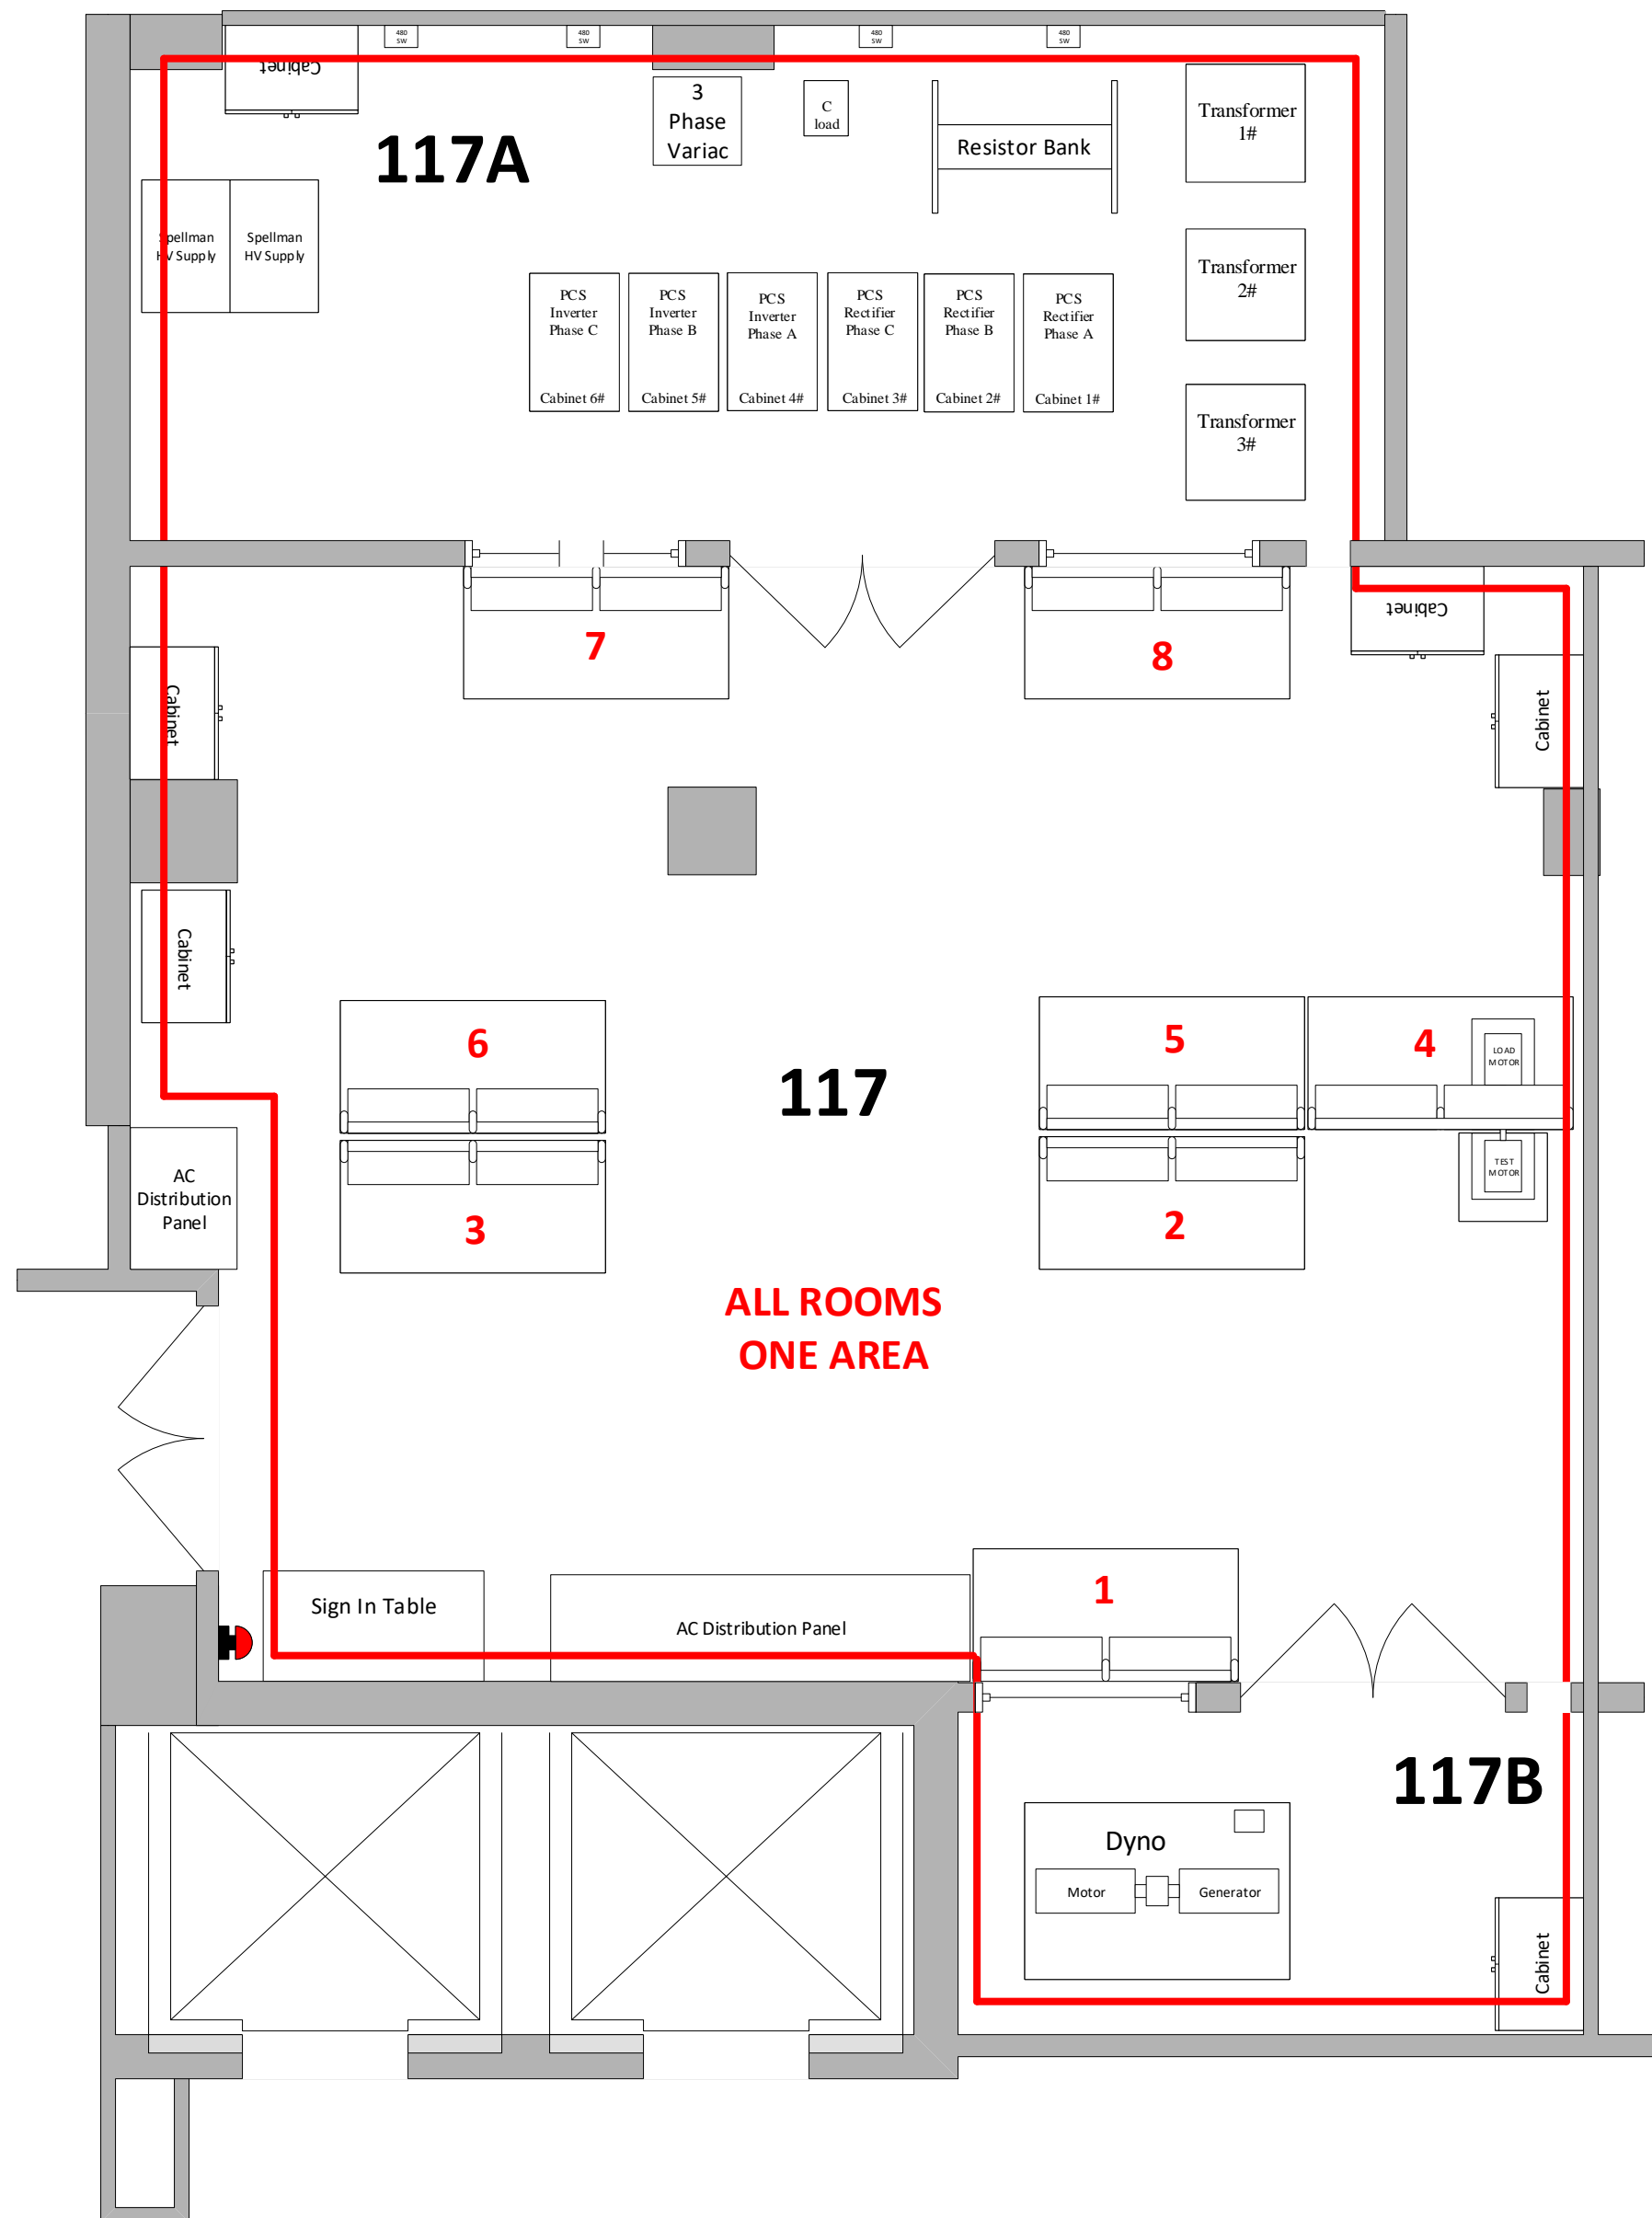 480
SW
480
SW
480
SW
480
SW
Cabinet
3
Phase
Variac
C
load
Resistor Bank
Transformer
1#
117A
Spellman
HV Supply
Spellman
HV Supply
Transformer
2#
PCS
Inverter
Phase C
Cabinet 6#
PCS
Inverter
Phase B
Cabinet 5#
PCS
Inverter
Phase A
Cabinet 4#
PCS
Rectifier
Phase C
Cabinet 3#
PCS
Rectifier
Phase B
Cabinet 2#
PCS
Rectifier
Phase A
Cabinet 1#
Transformer
3#
7
8
Cabinet
Cabinet
Cabinet
Cabinet
6
5
4
LOAD
MOTOR
117
AC
Distribution
Panel
3
2
TEST
MOTOR
ALL ROOMS
ONE AREA
Sign In Table
AC Distribution Panel
1
117B
Dyno
Motor
Generator
Cabinet